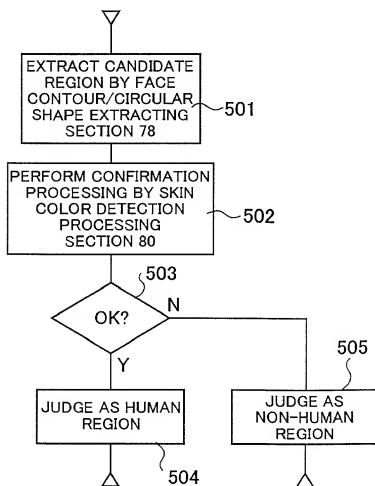 EXTRACT CANDIDATE
REGION BY FACE
CONTOUR/CIRCULAR
SHAPE EXTRACTING
SECTION 78
501
PERFORM CONFIRMATION
PROCESSING BY SKIN
COLOR DETECTION
PROCESSING
SECTION 80
502
503
OK?
N
Y
505
JUDGE AS HUMAN
REGION
504
JUDGE AS
NON-HUMAN
REGION